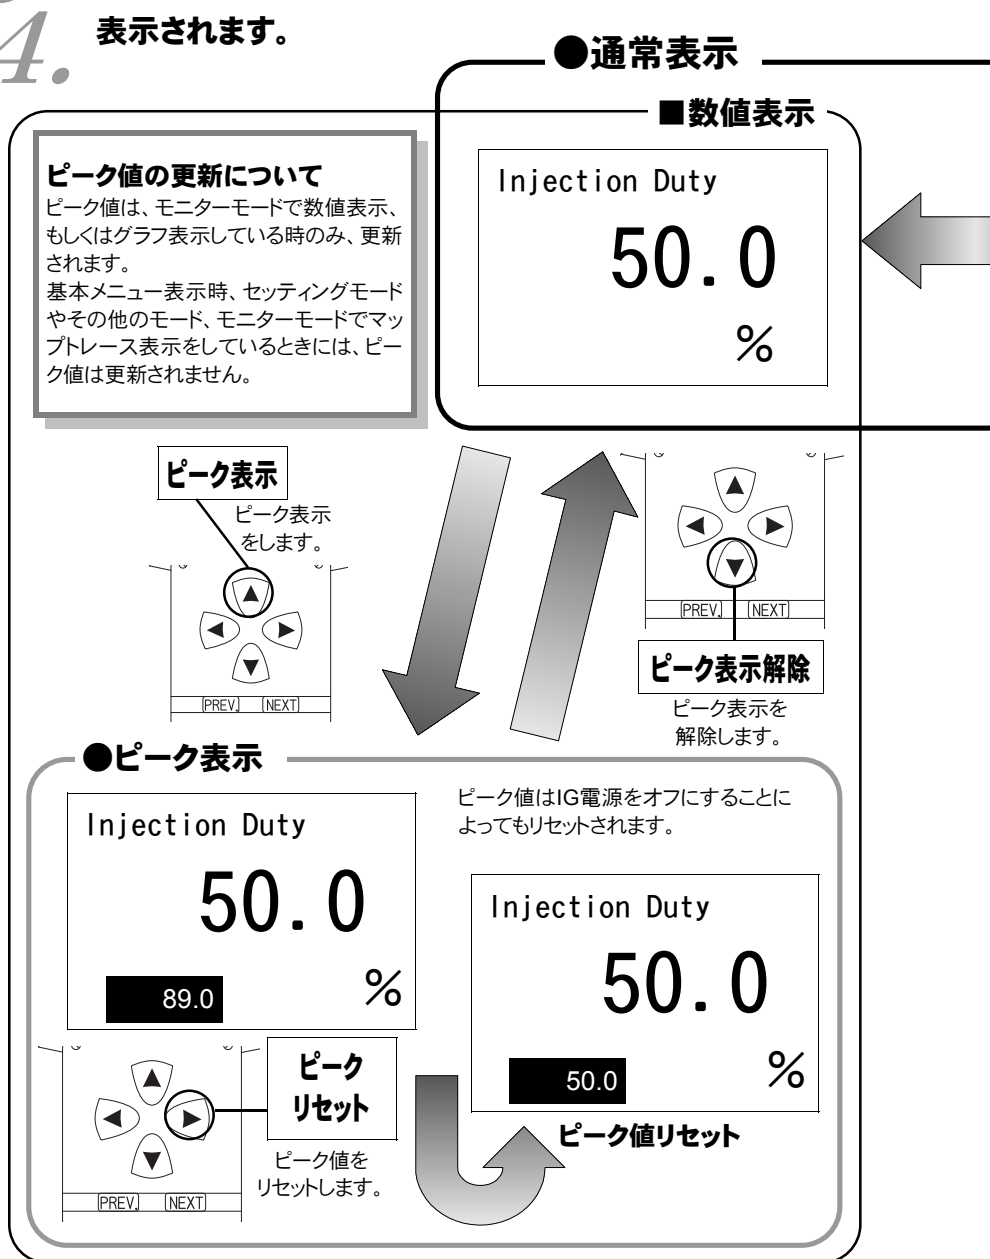 4.
表示されます。
●通常表示
■数値表示
ピーク値の更新について
ピーク値は、モニターモードで数値表示、
もしくはグラフ表示している時のみ、更新
されます。
基本メニュー表示時、セッティングモード
やその他のモード、モニターモードでマッ
プトレース表示をしているときには、ピー
ク値は更新されません。
Injection Duty
50.0
%
ピーク表示
ピーク表示
をします。
▲
◀ ▶
▼
PREV. NEXT
▲
◀ ▶
▼
PREV. NEXT
ピーク表示解除
ピーク表示を
解除します。
●ピーク表示
Injection Duty
50.0
89.0 %
ピーク値はIG電源をオフにすることに
よってもリセットされます。
Injection Duty
50.0
50.0 %
ピーク値リセット
▲
◀ ▶
▼
PREV. NEXT
ピーク
リセット
ピーク値を
リセットします。